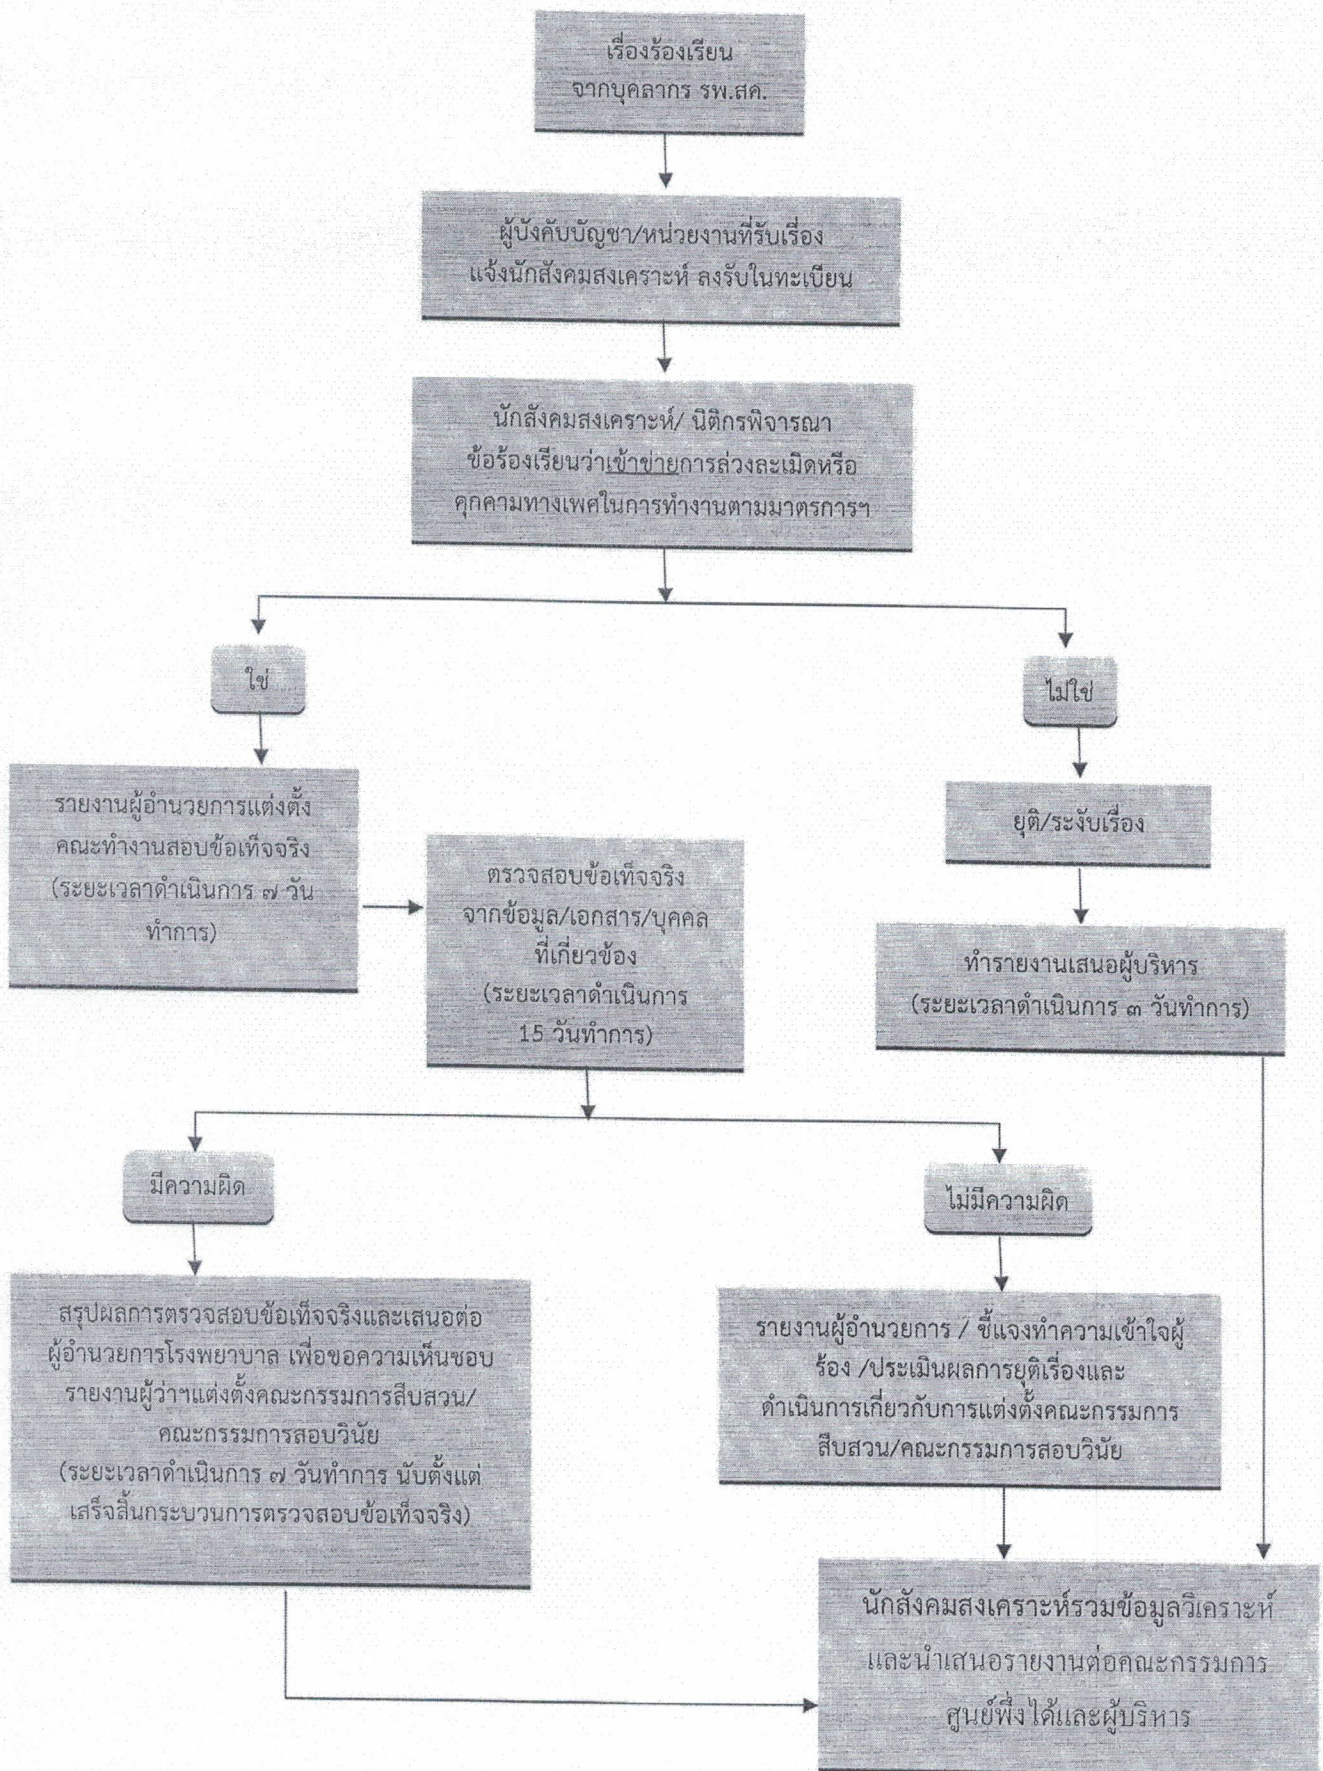 เรื่องร้องเรียน
จากบุคลากร รพ.สค.
ผู้บังคับบัญชา/หน่วยงานที่รับเรื่อง
แจ้งนักสังคมสงเคราะห์ ลงรับในทะเบียน
นักสังคมสงเคราะห์/ นิติกรพิจารณา
ข้อร้องเรียนว่าเข้าข่ายการล่วงละเมิดหรือ
คุกคามทางเพศในการทำงานตามมาตรการฯ
ใช่
ไม่ใช่
รายงานผู้อำนวยการแต่งตั้ง
คณะทำงานสอบข้อเท็จจริง
(ระยะเวลาดำเนินการ ๗ วัน
ทำการ)
ตรวจสอบข้อเท็จจริง
จากข้อมูล/เอกสาร/บุคคล
ที่เกี่ยวข้อง
(ระยะเวลาดำเนินการ
15 วันทำการ)
ยุติ/ระงับเรื่อง
ทำรายงานเสนอผู้บริหาร
(ระยะเวลาดำเนินการ ๓ วันทำการ)
มีความผิด
ไม่มีความผิด
สรุปผลการตรวจสอบข้อเท็จจริงและเสนอต่อ
ผู้อำนวยการโรงพยาบาล เพื่อขอความเห็นชอบ
รายงานผู้ว่าฯแต่งตั้งคณะกรรมการสืบสวน/
คณะกรรมการสอบวินัย
(ระยะเวลาดำเนินการ ๗ วันทำการ นับตั้งแต่
เสร็จสิ้นกระบวนการตรวจสอบข้อเท็จจริง)
รายงานผู้อำนวยการ / ชี้แจงทำความเข้าใจผู้
ร้อง /ประเมินผลการยุติเรื่องและ
ดำเนินการเกี่ยวกับการแต่งตั้งคณะกรรมการ
สืบสวน/คณะกรรมการสอบวินัย
นักสังคมสงเคราะห์รวมข้อมูลวิเคราะห์
และนำเสนอรายงานต่อคณะกรรมการ
ศูนย์พึ่งได้และผู้บริหาร